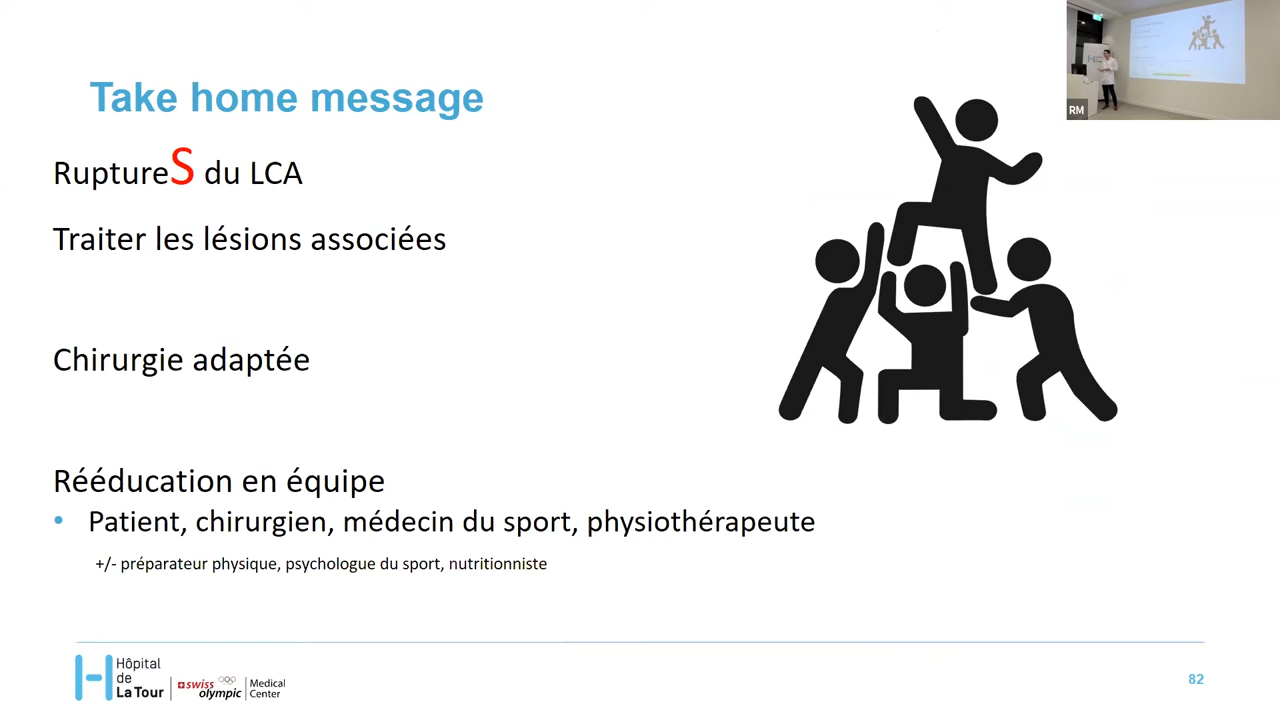 Take home message
RuptureS du LCA
Traiter les lésions associées
Chirurgie adaptée
Rééducation en équipe
• Patient, chirurgien, médecin du sport, physiothérapeute
+/- préparateur physique, psychologue du sport, nutritionniste
Hôpital
de
La Tour
swiss
olympic
Medical
Center
82
RM